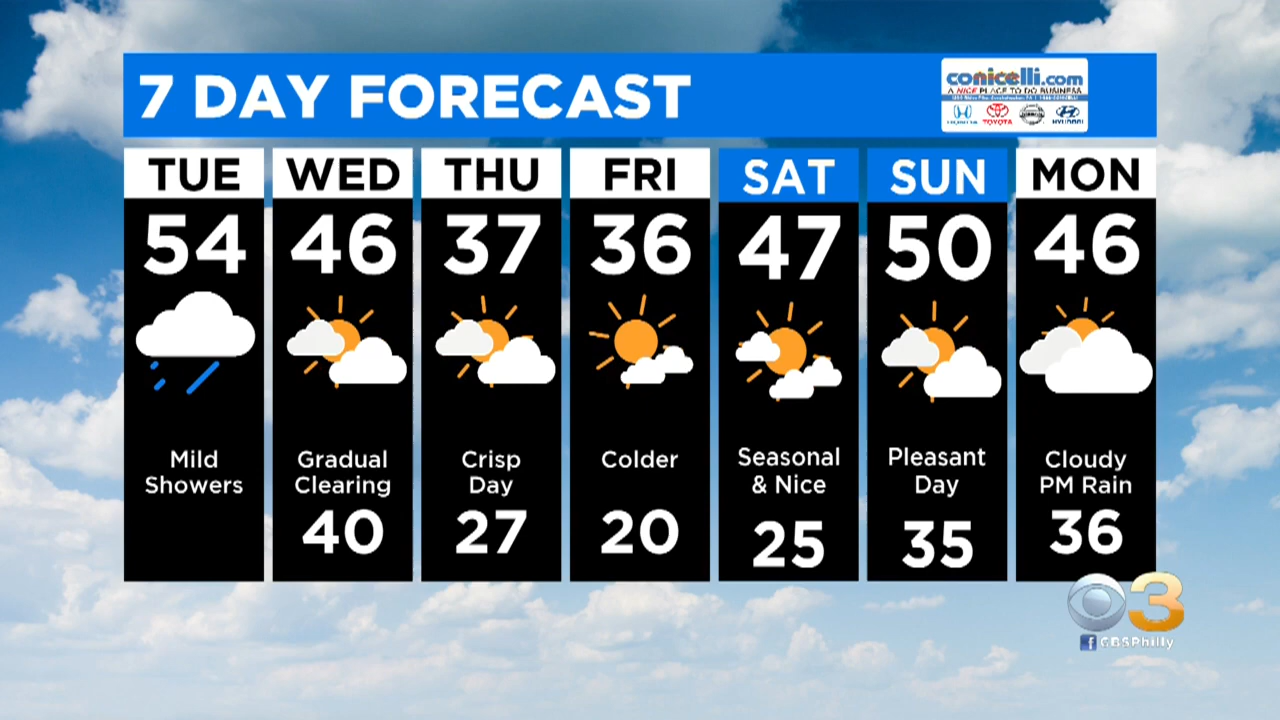 7 DAY FORECAST
conicelli.com
A NICE PLACE TO DO BUSINESS
TOYOTA
HYUNDAI
TUE
54
Mild
Showers
WED
46
Gradual
Clearing
40
THU
37
Crisp
Day
27
FRI
36
Colder
20
SAT
47
Seasonal
& Nice
25
SUN
50
Pleasant
Day
35
MON
46
Cloudy
PM Rain
36
3
f CBSPhilly